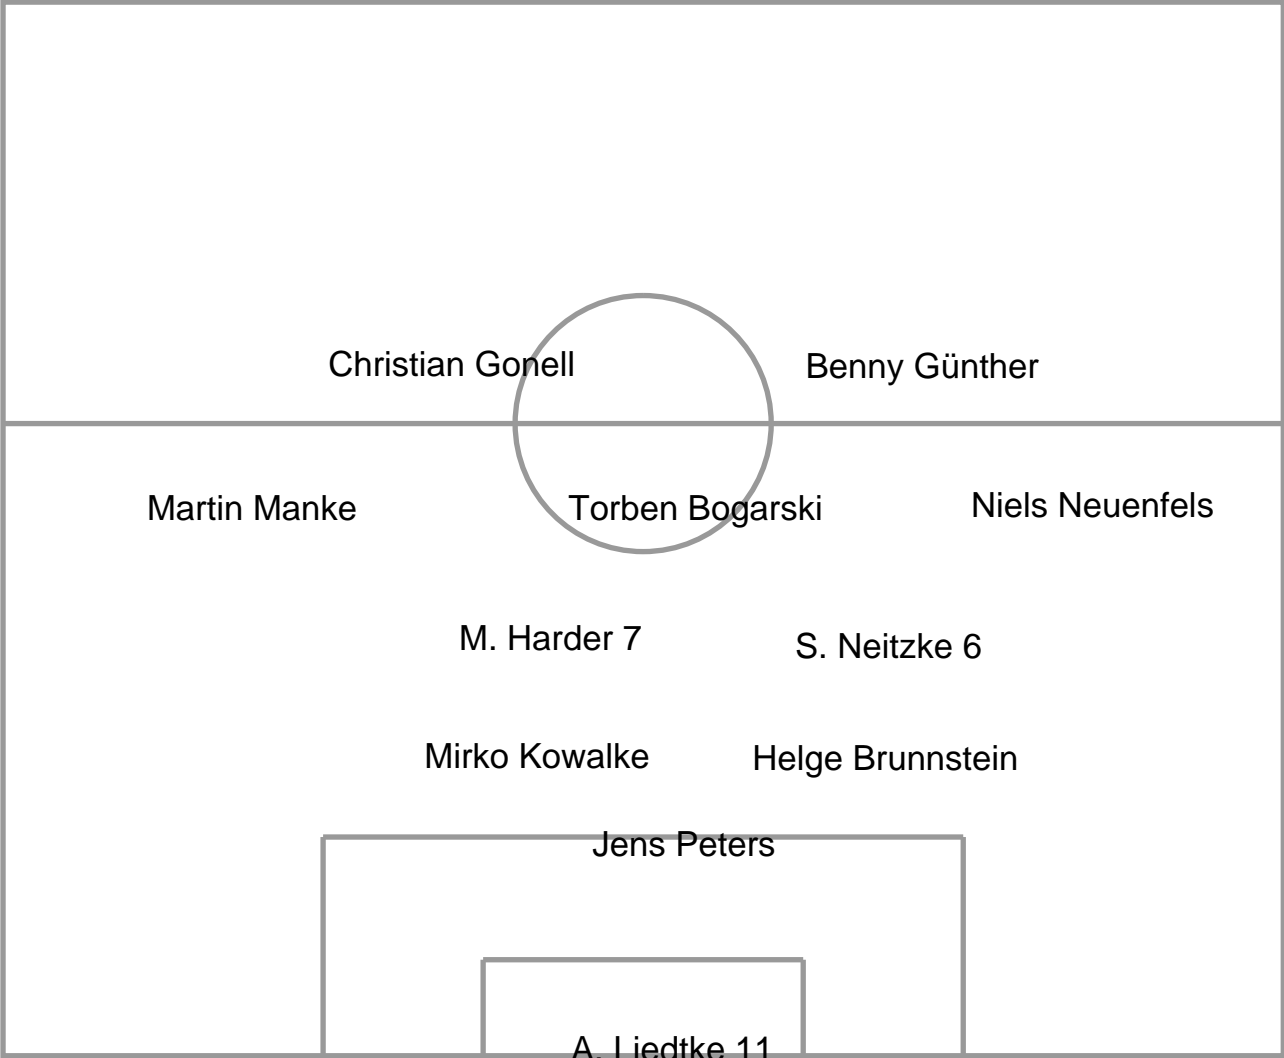 Christian Gonell
Benny Günther
Martin Manke
Torben Bogarski
Niels Neuenfels
M. Harder 7
S. Neitzke 6
Mirko Kowalke
Helge Brunnstein
Jens Peters
A. Liedtke 11